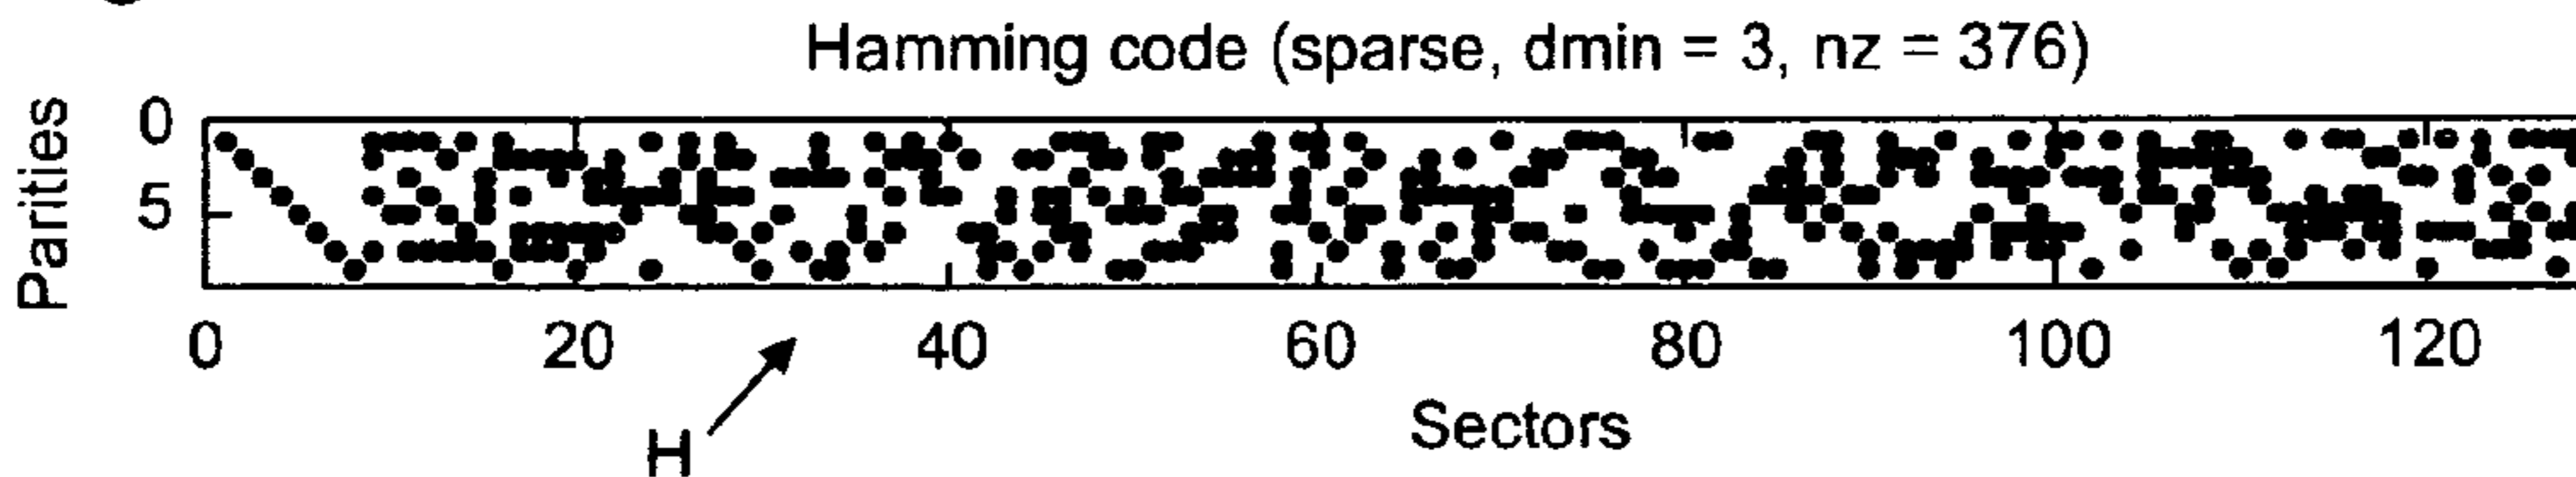 Hamming code (sparse, dmin = 3, nz = 376)
Parities
0
5
0 20 40 60 80 100 120
Sectors
H